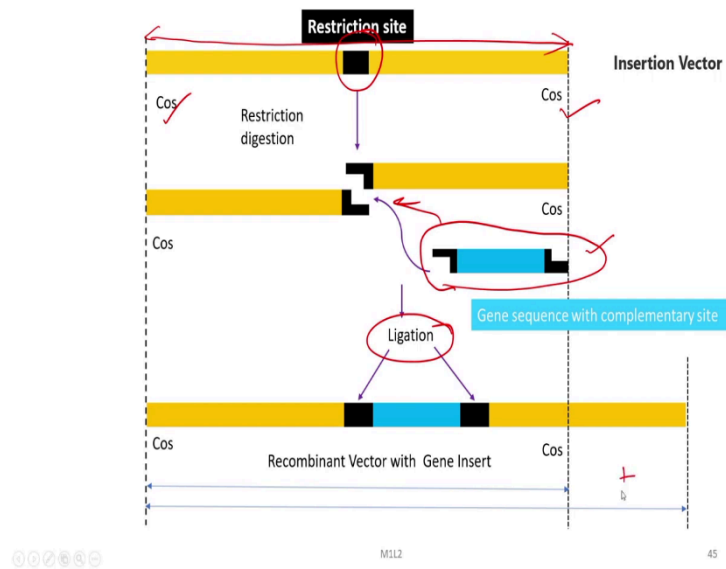 Restriction site
Insertion Vector
Cos
Cos
Restriction
digestion
Cos
Cos
Gene sequence with complementary site
Ligation
Cos
Cos
Recombinant Vector with Gene Insert
+
M1L2
45